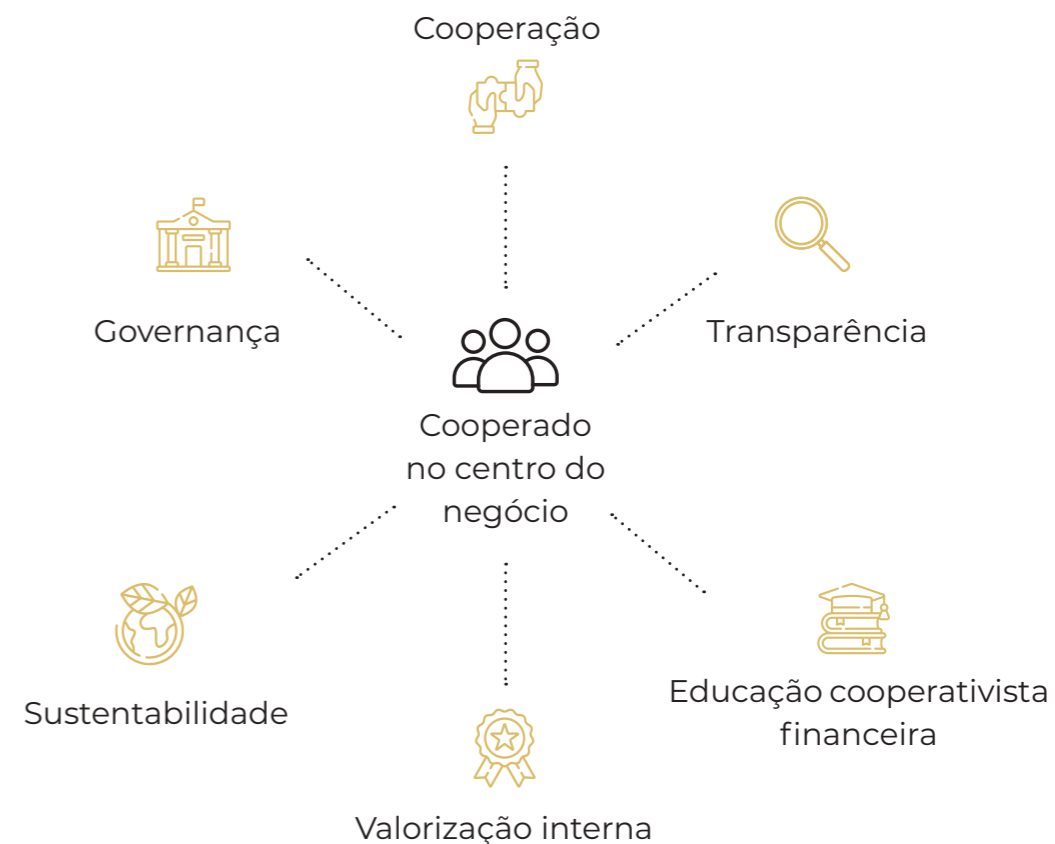 Cooperação
Governança
Transparência
Cooperado
no centro do
negócio
Sustentabilidade
Educação cooperativista
financeira
Valorização interna